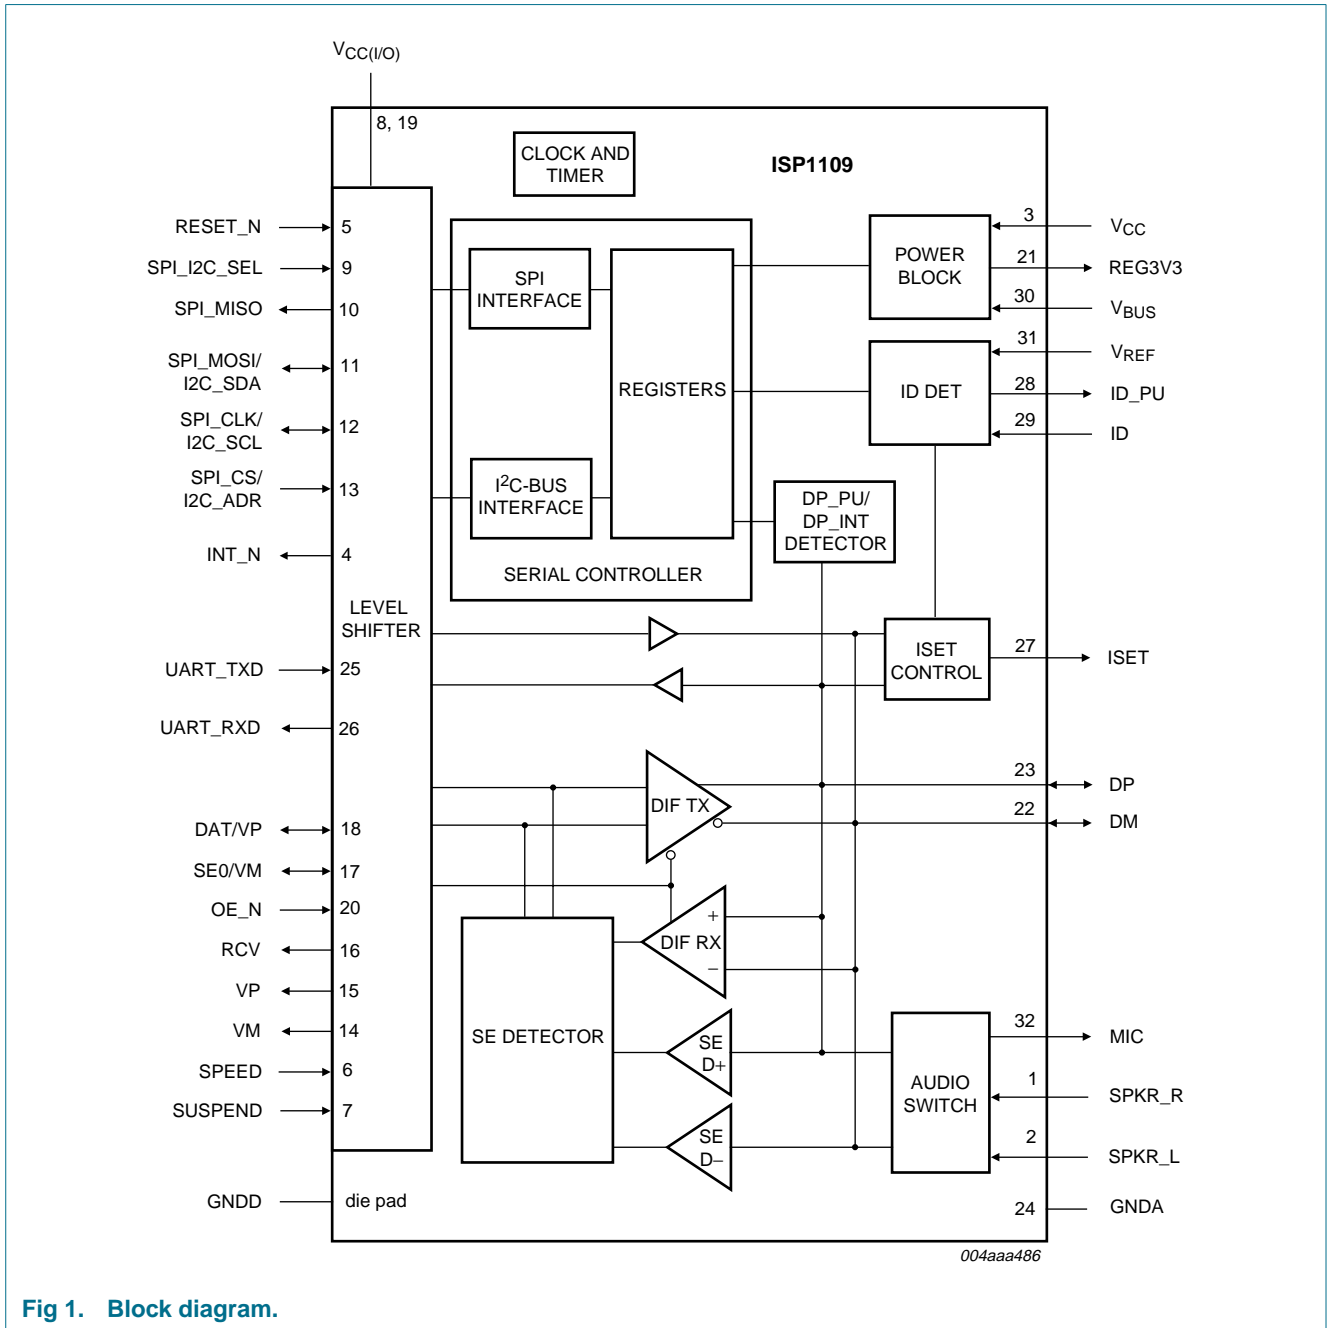 VCC(I/O)
8, 19
CLOCK AND
TIMER
ISP1109
RESET_N
5
SPI_I2C_SEL
9
SPI_MISO
10
SPI_MOSI/
I2C_SDA
11
SPI_CLK/
I2C_SCL
12
SPI_CS/
I2C_ADR
13
INT_N
4
LEVEL
SHIFTER
UART_TXD
25
UART_RXD
26
DAT/VP
18
SE0/VM
17
OE_N
20
RCV
16
VP
15
VM
14
SPEED
6
SUSPEND
7
GNDD
die pad
SPI
INTERFACE
I2C-BUS
INTERFACE
REGISTERS
SERIAL CONTROLLER
POWER
BLOCK
3
VCC
21
REG3V3
30
VBUS
ID DET
31
VREF
28
ID_PU
29
ID
DP_PU/
DP_INT
DETECTOR
ISET
CONTROL
27
ISET
DIF TX
23
DP
22
DM
+
DIF RX
−
SE DETECTOR
SE
D+
SE
D−
AUDIO
SWITCH
32
MIC
1
SPKR_R
2
SPKR_L
24
GNDA
004aaa486
Fig 1. Block diagram.